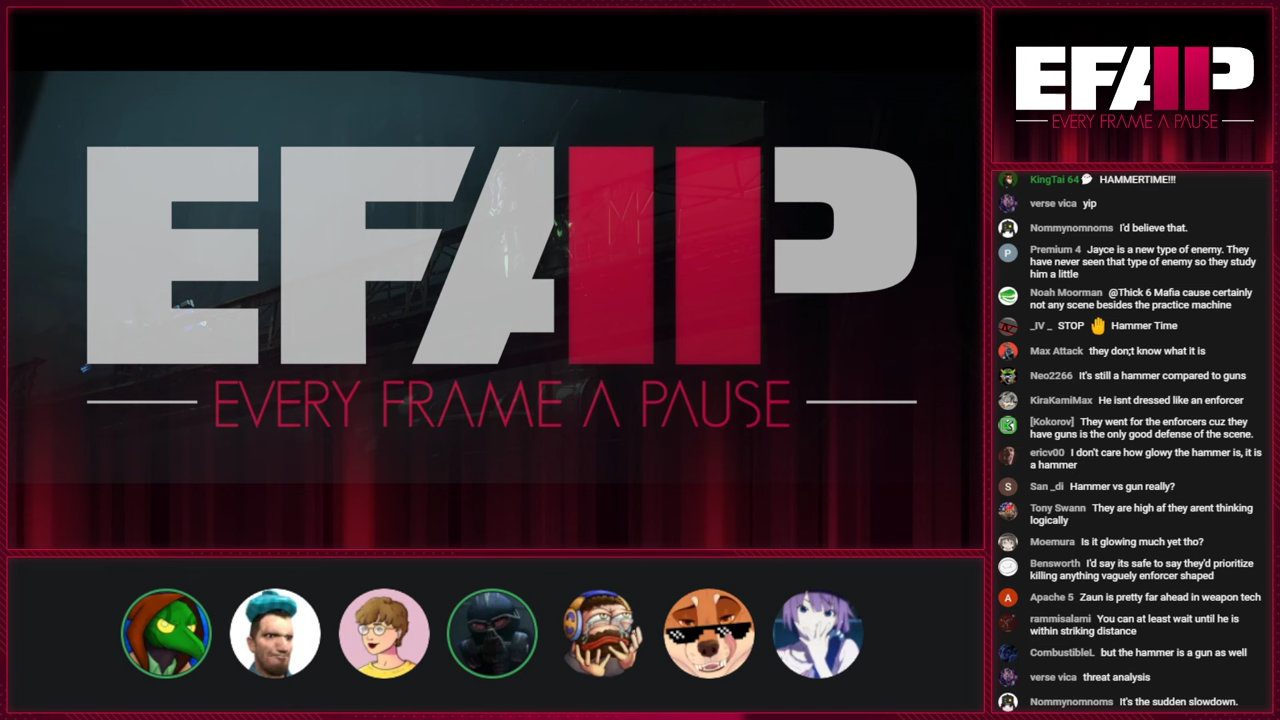 EFAP
EVERY FRAME A PAUSE
EFAP
EVERY FRAME A PAUSE
KingTai 64 HAMMERTIME!!!
verse vica yip
Nommynomnoms I'd believe that.
P
Premium 4 Jayce is a new type of enemy. They
have never seen that type of enemy so they study
him a little
Noah Moorman @Thick 6 Mafia cause certainly
not any scene besides the practice machine
_IV _ STOP ✋ Hammer Time
Max Attack they don;t know what it is
Neo2266 It's still a hammer compared to guns
KiraKamiMax He isnt dressed like an enforcer
[Kokorov] They went for the enforcers cuz they
have guns is the only good defense of the scene.
ericv00 I don't care how glowy the hammer is, it is
a hammer
S
San _di Hammer vs gun really?
Tony Swann They are high af they arent thinking
logically
Moemura Is it glowing much yet tho?
Bensworth I'd say its safe to say they'd prioritize
killing anything vaguely enforcer shaped
A
Apache 5 Zaun is pretty far ahead in weapon tech
rammisalami You can at least wait until he is
within striking distance
CombustibleL but the hammer is a gun as well
verse vica threat analysis
Nommynomnoms It's the sudden slowdown.